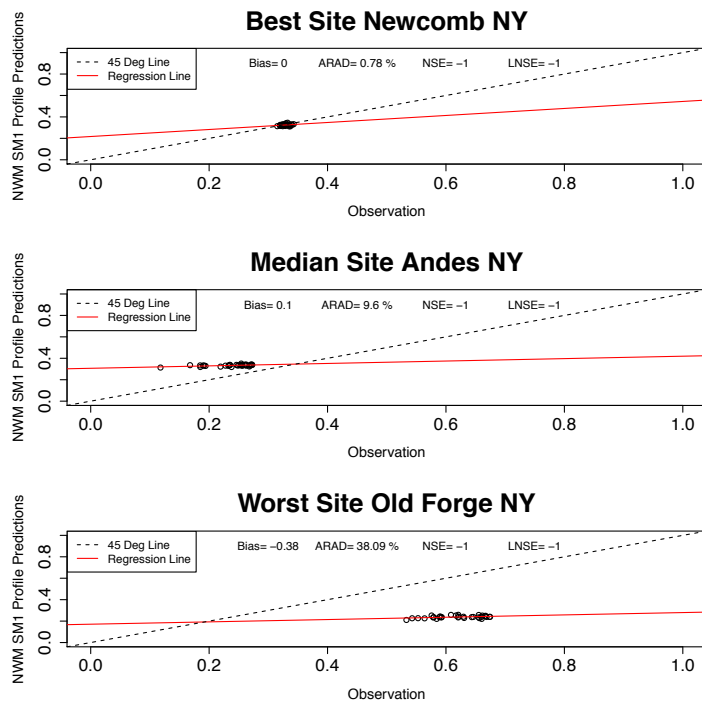 Best Site Newcomb NY
45 Deg Line
Regression Line
Bias= 0 ARAD= 0.78 % NSE= −1 LNSE= −1
NWM SM1 Profile Predictions
0.0 0.4 0.8
0.0 0.2 0.4 0.6 0.8 1.0
Observation
Median Site Andes NY
45 Deg Line
Regression Line
Bias= 0.1 ARAD= 9.6 % NSE= −1 LNSE= −1
NWM SM1 Profile Predictions
0.0 0.4 0.8
0.0 0.2 0.4 0.6 0.8 1.0
Observation
Worst Site Old Forge NY
45 Deg Line
Regression Line
Bias= −0.38 ARAD= 38.09 % NSE= −1 LNSE= −1
NWM SM1 Profile Predictions
0.0 0.4 0.8
0.0 0.2 0.4 0.6 0.8 1.0
Observation